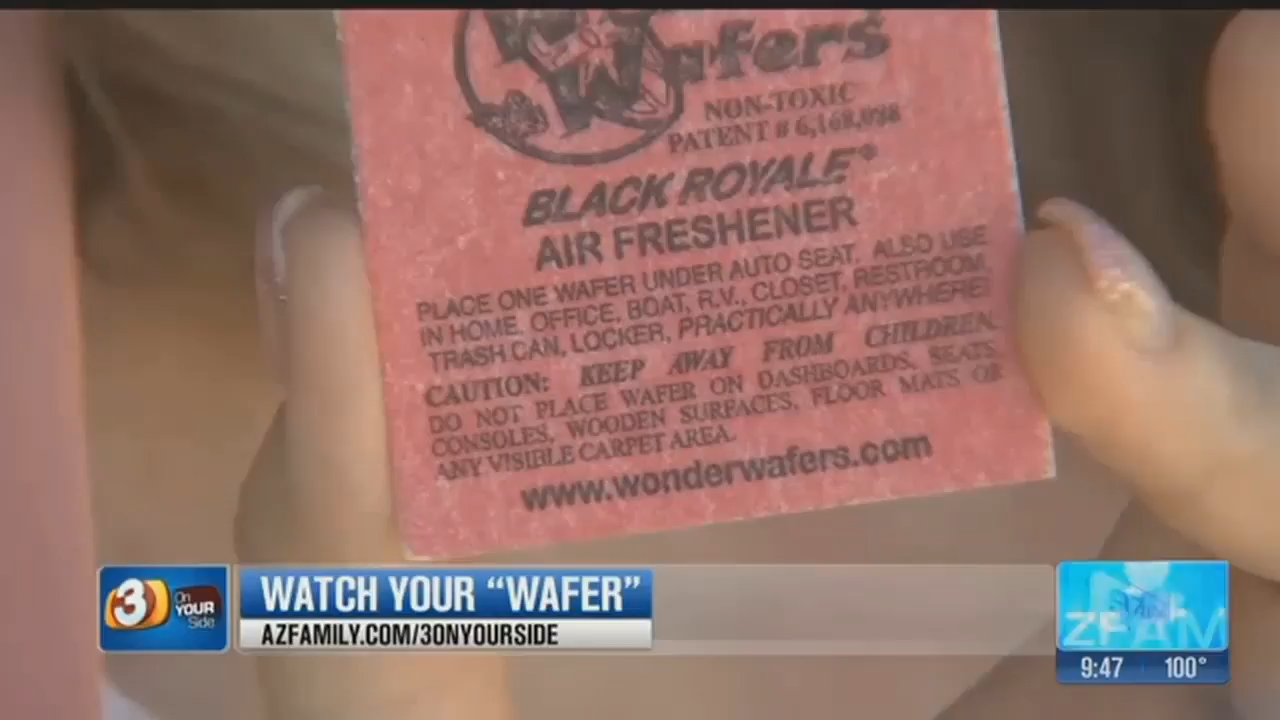 Wafers
NON-TOXIC
PATENT # 6,168,088
BLACK ROYALE®
AIR FRESHENER
PLACE ONE WAFER UNDER AUTO SEAT. ALSO USE
IN HOME, OFFICE, BOAT, R.V., CLOSET, RESTROOM,
TRASH CAN, LOCKER, PRACTICALLY ANYWHERE!
CAUTION: KEEP AWAY FROM CHILDREN.
DO NOT PLACE WAFER ON DASHBOARDS, SEATS,
CONSOLES, WOODEN SURFACES, FLOOR MATS OR
ANY VISIBLE CARPET AREA.
www.wonderwafers.com
3 On YOUR Side
WATCH YOUR “WAFER”
AZFAMILY.COM/3ONYOURSIDE
ZFAM
9:47 100°